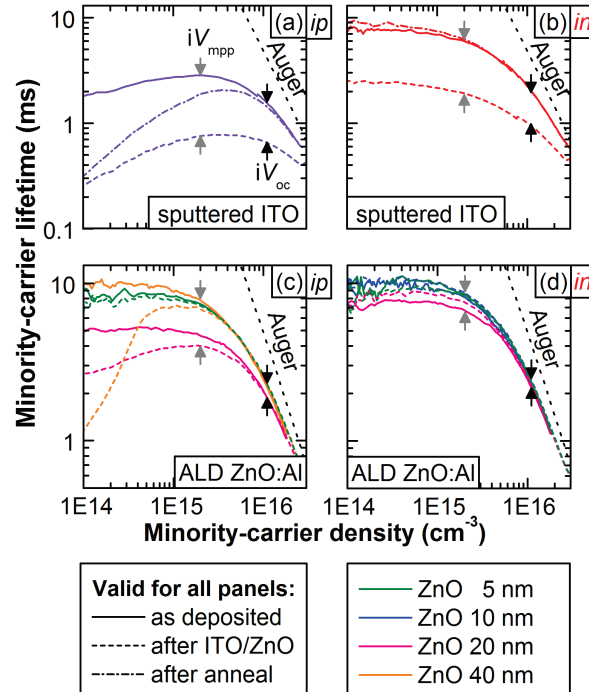 (a) ip
(b) in
10
iVmpp
Auger
Auger
1
iVoc
0.1
sputtered ITO
sputtered ITO
Minority-carrier lifetime (ms)
(c) ip
(d) in
10
Auger
Auger
1
ALD ZnO:Al
ALD ZnO:Al
1E14 1E15 1E16 1E14 1E15 1E16
Minority-carrier density (cm⁻³)
Valid for all panels:
as deposited
after ITO/ZnO
after anneal
ZnO 5 nm
ZnO 10 nm
ZnO 20 nm
ZnO 40 nm